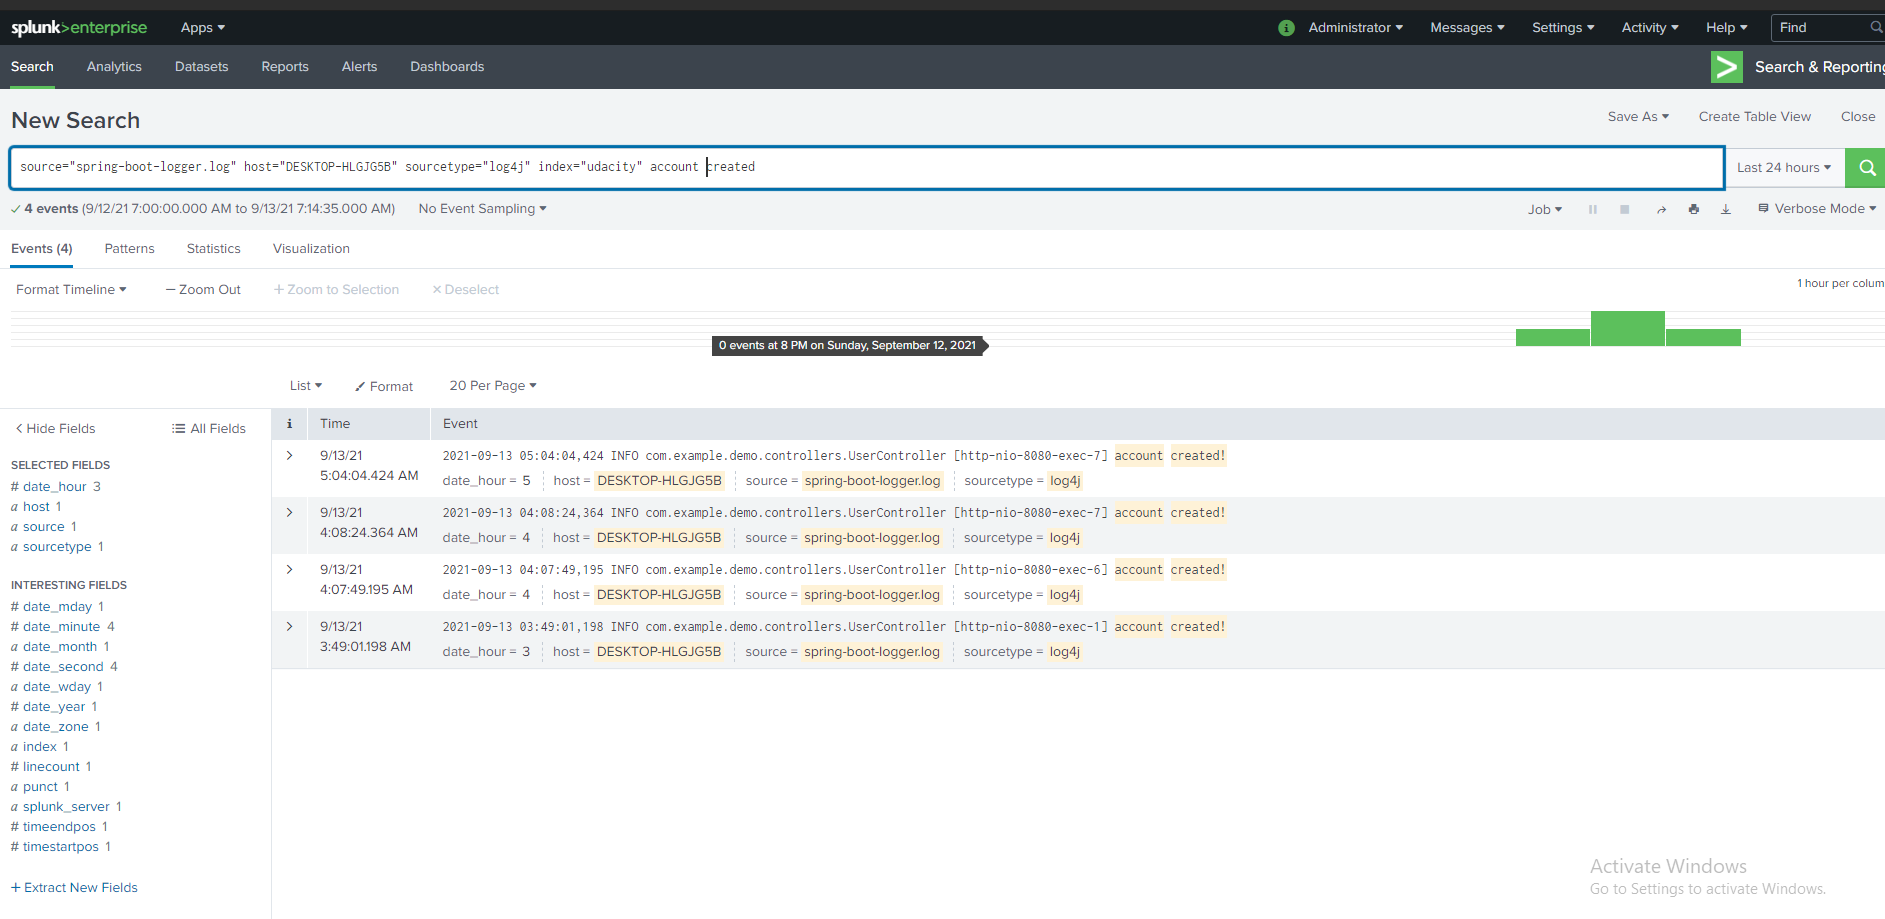 splunk>enterprise Apps Administrator Messages Settings Activity Help Find
Search Analytics Datasets Reports Alerts Dashboards Search & Reporting
New Search Save As Create Table View Close
source="spring-boot-logger.log" host="DESKTOP-HLGJG5B" sourcetype="log4j" index="udacity" account created Last 24 hours
4 events (9/12/21 7:00:00.000 AM to 9/13/21 7:14:35.000 AM) No Event Sampling Job Verbose Mode
Events (4) Patterns Statistics Visualization
Format Timeline — Zoom Out + Zoom to Selection × Deselect 1 hour per colum
0 events at 8 PM on Sunday, September 12, 2021
List Format 20 Per Page
< Hide Fields All Fields
SELECTED FIELDS
# date_hour 3
a host 1
a source 1
a sourcetype 1
INTERESTING FIELDS
# date_mday 1
# date_minute 4
a date_month 1
# date_second 4
a date_wday 1
# date_year 1
a date_zone 1
a index 1
# linecount 1
a punct 1
a splunk_server 1
# timeendpos 1
# timestartpos 1
+ Extract New Fields
i Time Event
9/13/21 2021-09-13 05:04:04,424 INFO com.example.demo.controllers.UserController [http-nio-8080-exec-7] account created!
5:04:04.424 AM date_hour = 5 host = DESKTOP-HLGJG5B source = spring-boot-logger.log sourcetype = log4j
9/13/21 2021-09-13 04:08:24,364 INFO com.example.demo.controllers.UserController [http-nio-8080-exec-7] account created!
4:08:24.364 AM date_hour = 4 host = DESKTOP-HLGJG5B source = spring-boot-logger.log sourcetype = log4j
9/13/21 2021-09-13 04:07:49,195 INFO com.example.demo.controllers.UserController [http-nio-8080-exec-6] account created!
4:07:49.195 AM date_hour = 4 host = DESKTOP-HLGJG5B source = spring-boot-logger.log sourcetype = log4j
9/13/21 2021-09-13 03:49:01,198 INFO com.example.demo.controllers.UserController [http-nio-8080-exec-1] account created!
3:49:01.198 AM date_hour = 3 host = DESKTOP-HLGJG5B source = spring-boot-logger.log sourcetype = log4j
Activate Windows
Go to Settings to activate Windows.